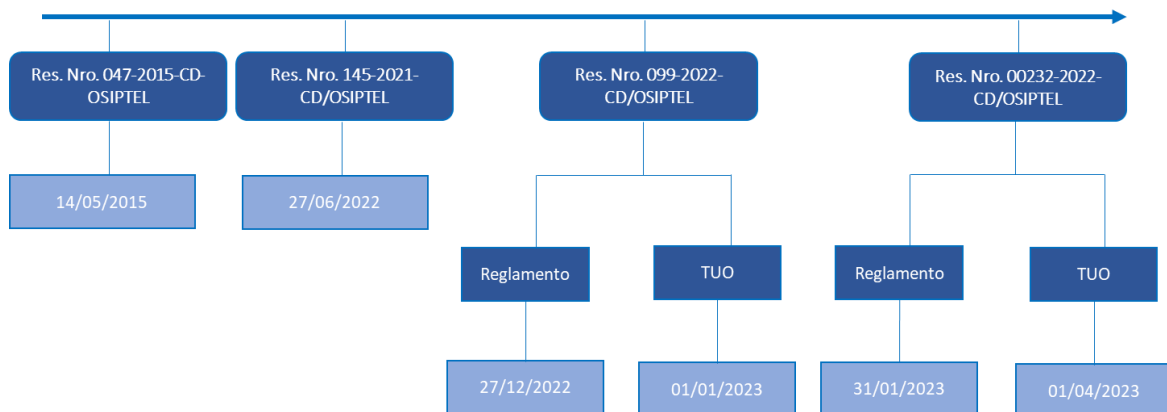 Res. Nro. 047-2015-CD-
OSIPTEL
Res. Nro. 145-2021-
CD/OSIPTEL
Res. Nro. 099-2022-
CD/OSIPTEL
Res. Nro. 00232-2022-
CD/OSIPTEL
14/05/2015
27/06/2022
Reglamento
TUO
Reglamento
TUO
27/12/2022
01/01/2023
31/01/2023
01/04/2023